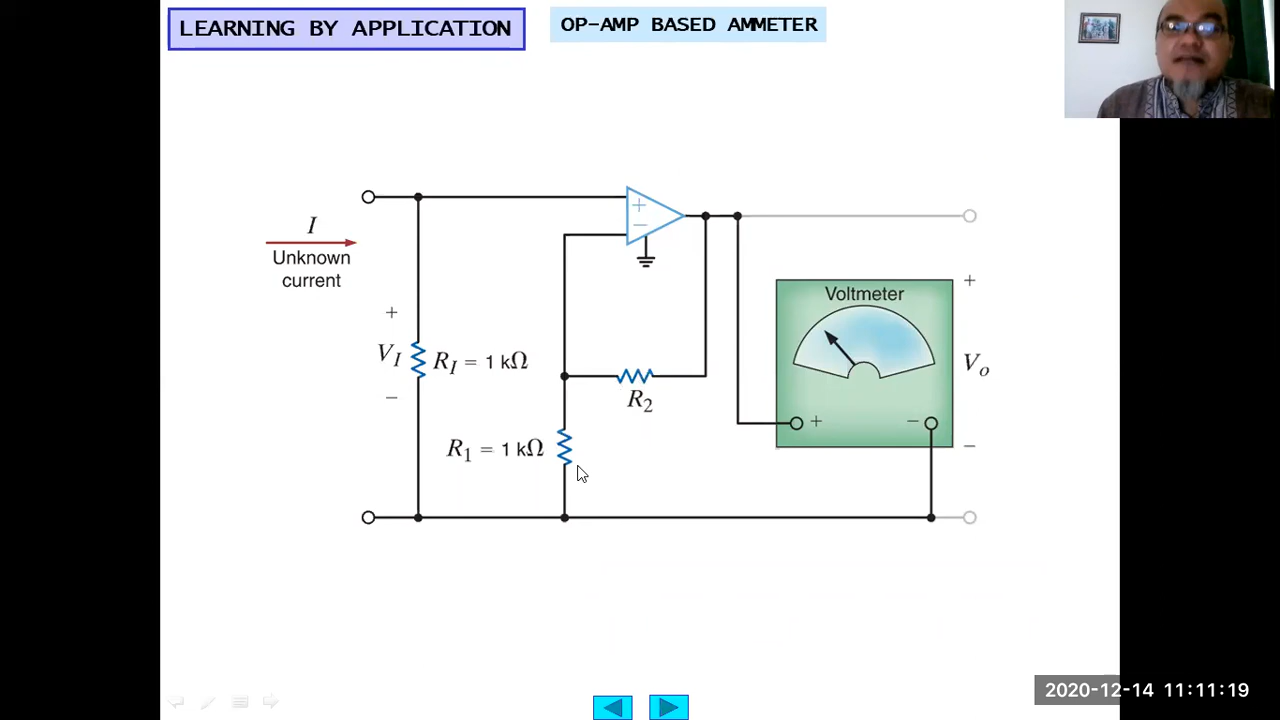 LEARNING BY APPLICATION
OP-AMP BASED AMMETER
I
Unknown
current
+
−
+
V_I
−
R_I = 1 kΩ
R_2
R_1 = 1 kΩ
Voltmeter
+ −
+
V_o
−
2020-12-14 11:11:19